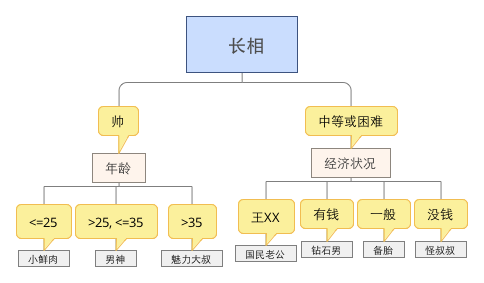 长相
帅
中等或困难
年龄
经济状况
<=25
>25, <=35
>35
王XX
有钱
一般
没钱
小鲜肉
男神
魅力大叔
国民老公
钻石男
备胎
怪叔叔